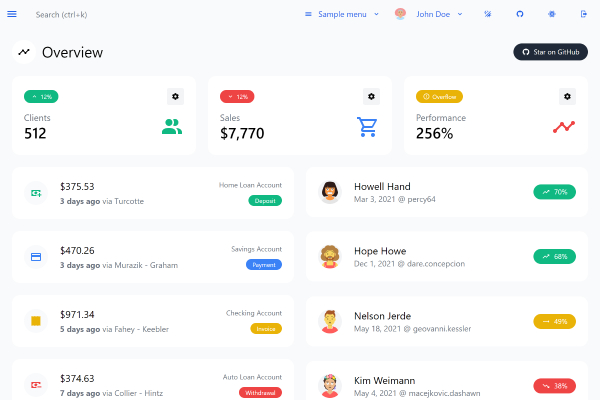 Search (ctrl+k)
Sample menu
John Doe
Overview
Star on GitHub
12%
Clients
512
12%
Sales
$7,770
Overflow
Performance
256%
$375.53
3 days ago via Turcotte
Home Loan Account
Deposit
Howell Hand
Mar 3, 2021 @ percy64
70%
$470.26
3 days ago via Murazik - Graham
Savings Account
Payment
Hope Howe
Dec 1, 2021 @ dare.concepcion
68%
$971.34
5 days ago via Fahey - Keebler
Checking Account
Invoice
Nelson Jerde
May 18, 2021 @ geovanni.kessler
49%
$374.63
7 days ago via Collier - Hintz
Auto Loan Account
Withdrawal
Kim Weimann
May 4, 2021 @ macejkovic.dashawn
38%